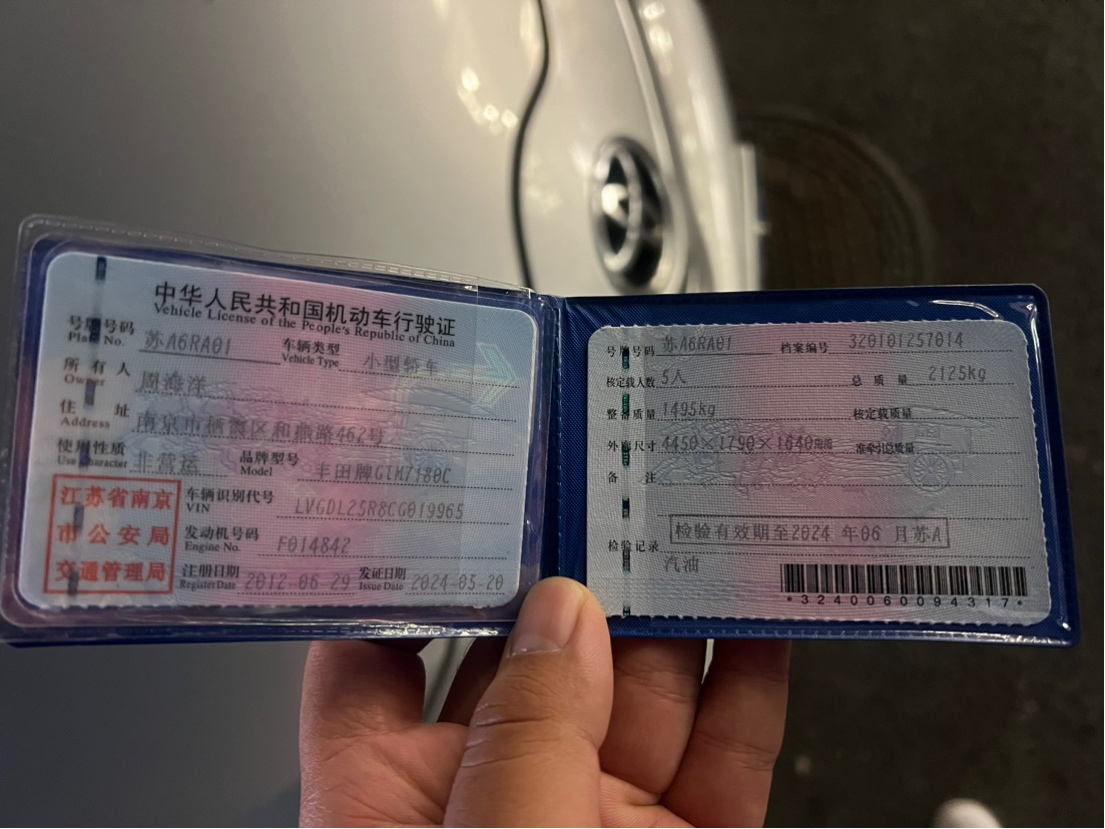 中华人民共和国机动车行驶证
Vehicle License of the People's Republic of China
号牌号码 苏A6RA01 车辆类型 小型轿车
Plate No. Vehicle Type
所有人 周海洋
Owner
住址 南京市栖霞区和燕路462号
Address
使用性质 非营运 品牌型号 丰田牌GTM7180C
Use Character Model
江苏省南京
市公安局
交通管理局
车辆识别代号 LVGDL25R8CG019965
VIN
发动机号码 F014842
Engine No.
注册日期 2012-06-29 发证日期 2024-05-20
Register Date Issue Date
号牌号码 苏A6RA01 档案编号 320101257014
核定载人数 5人 总质量 2125kg
整备质量 1495kg 核定载质量
外廓尺寸 4450×1790×1640mm 准牵引总质量
备注
检验有效期至2024 年06 月苏A
检验记录
汽油
*3240060094317*